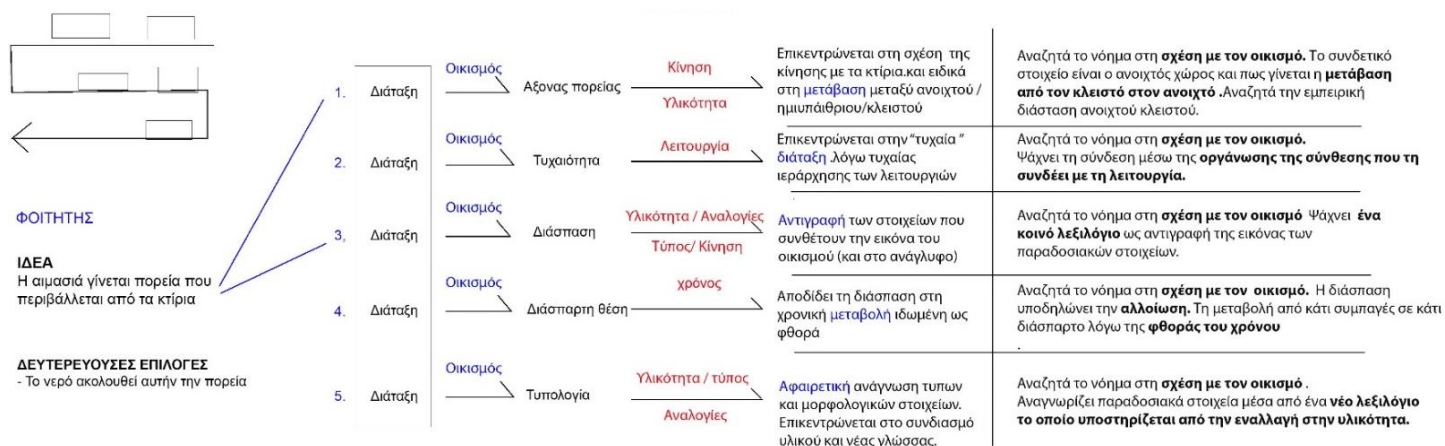 ΦΟΙΤΗΤΗΣ
ΙΔΕΑ
Η αιμασιά γίνεται πορεία που
περιβάλλεται από τα κτίρια
ΔΕΥΤΕΡΕΥΟΥΣΕΣ ΕΠΙΛΟΓΕΣ
- Το νερό ακολουθεί αυτήν την πορεία
1. Διάταξη
Οικισμός
Αξονας πορείας
Κίνηση
Υλικότητα
Επικεντρώνεται στη σχέση της
κίνησης με τα κτίρια.και ειδικά
στη μετάβαση μεταξύ ανοιχτού /
ημιυπάιθριου/κλειστού
Αναζητά το νόημα στη σχέση με τον οικισμό. Το συνδετικό
στοιχείο είναι ο ανοιχτός χώρος και πως γίνεται η μετάβαση
από τον κλειστό στον ανοιχτό .Αναζητά την εμπειρική
διάσταση ανοιχτού κλειστού.
2. Διάταξη
Οικισμός
Τυχαιότητα
Λειτουργία
Επικεντρώνεται στην "τυχαία "
διάταξη .λόγω τυχαίας
ιεράρχησης των λειτουργιών
Αναζητά το νόημα στη σχέση με τον οικισμό.
Ψάχνει τη σύνδεση μέσω της οργάνωσης της σύνθεσης που τη
συνδέει με τη λειτουργία.
3, Διάταξη
Οικισμός
Διάσπαση
Υλικότητα / Αναλογίες
Τύπος/ Κίνηση
Αντιγραφή των στοιχείων που
συνθέτουν την εικόνα του
οικισμού (και στο ανάγλυφο)
Αναζητά το νόημα στη σχέση με τον οικισμό Ψάχνει ένα
κοινό λεξιλόγιο ως αντιγραφή της εικόνας των
παραδοσιακών στοιχείων.
4. Διάταξη
Οικισμός
Διάσπαρτη θέση
χρόνος
Αποδίδει τη διάσπαση στη
χρονική μεταβολή ιδωμένη ως
φθορά
Αναζητά το νόημα στη σχέση με τον οικισμό. Η διάσπαση
υποδηλώνει την αλλοίωση. Τη μεταβολή από κάτι συμπαγές σε κάτι
διάσπαρτο λόγω της φθοράς του χρόνου
.
5. Διάταξη
Οικισμός
Τυπολογία
Υλικότητα / τύπος
Αναλογίες
Αφαιρετική ανάγνωση τυπων
και μορφολογικών στοιχείων.
Επικεντρώνεται στο συνδιασμό
υλικού και νέας γλώσσας.
Αναζητά το νόημα στη σχέση με τον οικισμό .
Αναγνωρίζει παραδοσιακά στοιχεία μέσα από ένα νέο λεξιλόγιο
το οποίο υποστηρίζεται από την εναλλαγή στην υλικότητα.